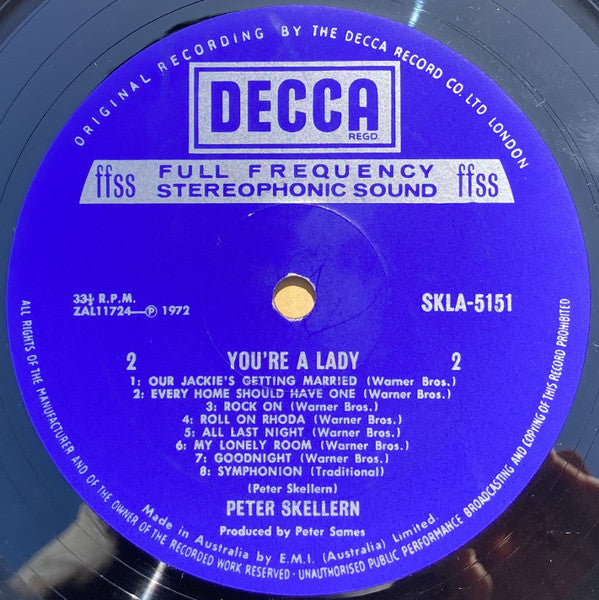 ORIGINAL RECORDING BY THE DECCA RECORD CO. LTD LONDON.
DECCA
REGD.
ffss FULL FREQUENCY ffss
STEREOPHONIC SOUND
33⅓ R.P.M.
ZAL11724—Ⓟ 1972
SKLA-5151
2 YOU'RE A LADY 2
1: OUR JACKIE'S GETTING MARRIED (Warner Bros.)
2: EVERY HOME SHOULD HAVE ONE (Warner Bros.)
3: ROCK ON (Warner Bros.)
4: ROLL ON RHODA (Warner Bros.)
5: ALL LAST NIGHT (Warner Bros.)
6: MY LONELY ROOM (Warner Bros.)
7: GOODNIGHT (Warner Bros.)
8: SYMPHONION (Traditional)
(Peter Skellern)
PETER SKELLERN
Produced by Peter Sames
Made in Australia by E.M.I. (Australia) Limited.
ALL RIGHTS OF THE MANUFACTURER AND OF THE OWNER OF THE RECORDED WORK RESERVED · UNAUTHORISED PUBLIC PERFORMANCE BROADCASTING AND COPYING OF THIS RECORD PROHIBITED